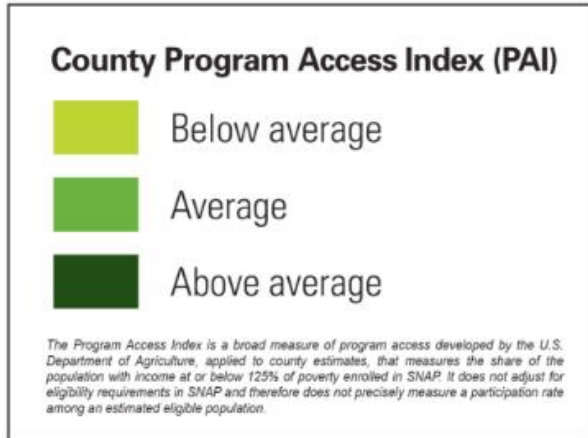 County Program Access Index (PAI)
Below average
Average
Above average
The Program Access Index is a broad measure of program access developed by the U.S.
Department of Agriculture, applied to county estimates, that measures the share of the
population with income at or below 125% of poverty enrolled in SNAP. It does not adjust for
eligibility requirements in SNAP and therefore does not precisely measure a participation rate
among an estimated eligible population.